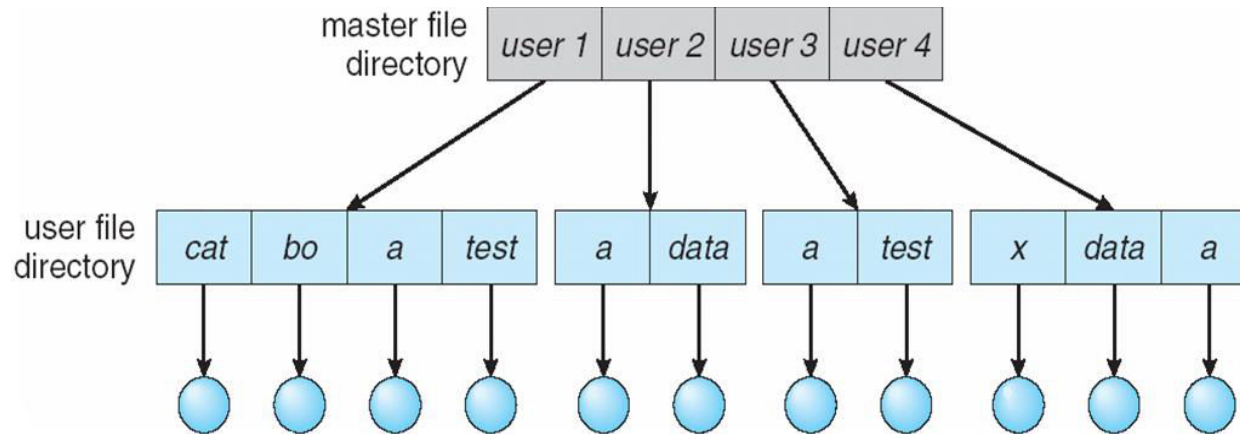 master file
directory
user 1 user 2 user 3 user 4
user file
directory
cat bo a test a data a test x data a